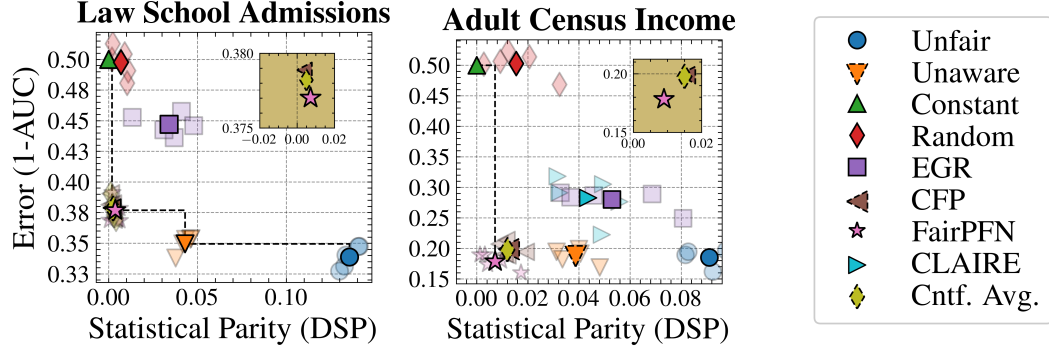 Law School Admissions
Error (1-AUC)
0.50
0.48
0.45
0.43
0.40
0.38
0.35
0.33
0.00
0.05
0.10
Statistical Parity (DSP)
0.380
0.375
−0.02
0.00
0.02
Adult Census Income
0.50
0.45
0.40
0.35
0.30
0.25
0.20
0.15
0.00
0.02
0.04
0.06
0.08
Statistical Parity (DSP)
0.20
0.15
0.00
0.02
Unfair
Unaware
Constant
Random
EGR
CFP
FairPFN
CLAIRE
Cntf. Avg.